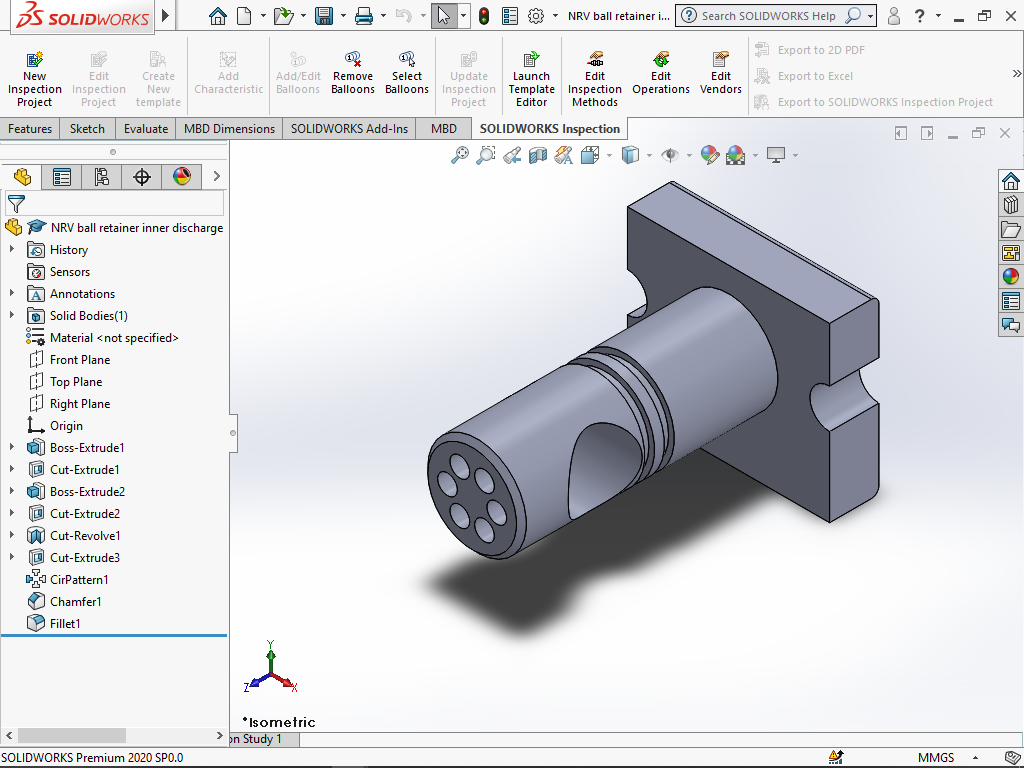 SOLIDWORKS
NRV ball retainer i...
Search SOLIDWORKS Help
?
New Inspection Project
Edit Inspection Project
Create New template
Add Characteristic
Add/Edit Balloons
Remove Balloons
Select Balloons
Update Inspection Project
Launch Template Editor
Edit Inspection Methods
Edit Operations
Edit Vendors
Export to 2D PDF
Export to Excel
Export to SOLIDWORKS Inspection Project
Features
Sketch
Evaluate
MBD Dimensions
SOLIDWORKS Add-Ins
MBD
SOLIDWORKS Inspection
NRV ball retainer inner discharge
History
Sensors
Annotations
Solid Bodies(1)
Material <not specified>
Front Plane
Top Plane
Right Plane
Origin
Boss-Extrude1
Cut-Extrude1
Boss-Extrude2
Cut-Extrude2
Cut-Revolve1
Cut-Extrude3
CirPattern1
Chamfer1
Fillet1
Y
Z
X
*Isometric
on Study 1
SOLIDWORKS Premium 2020 SP0.0
MMGS